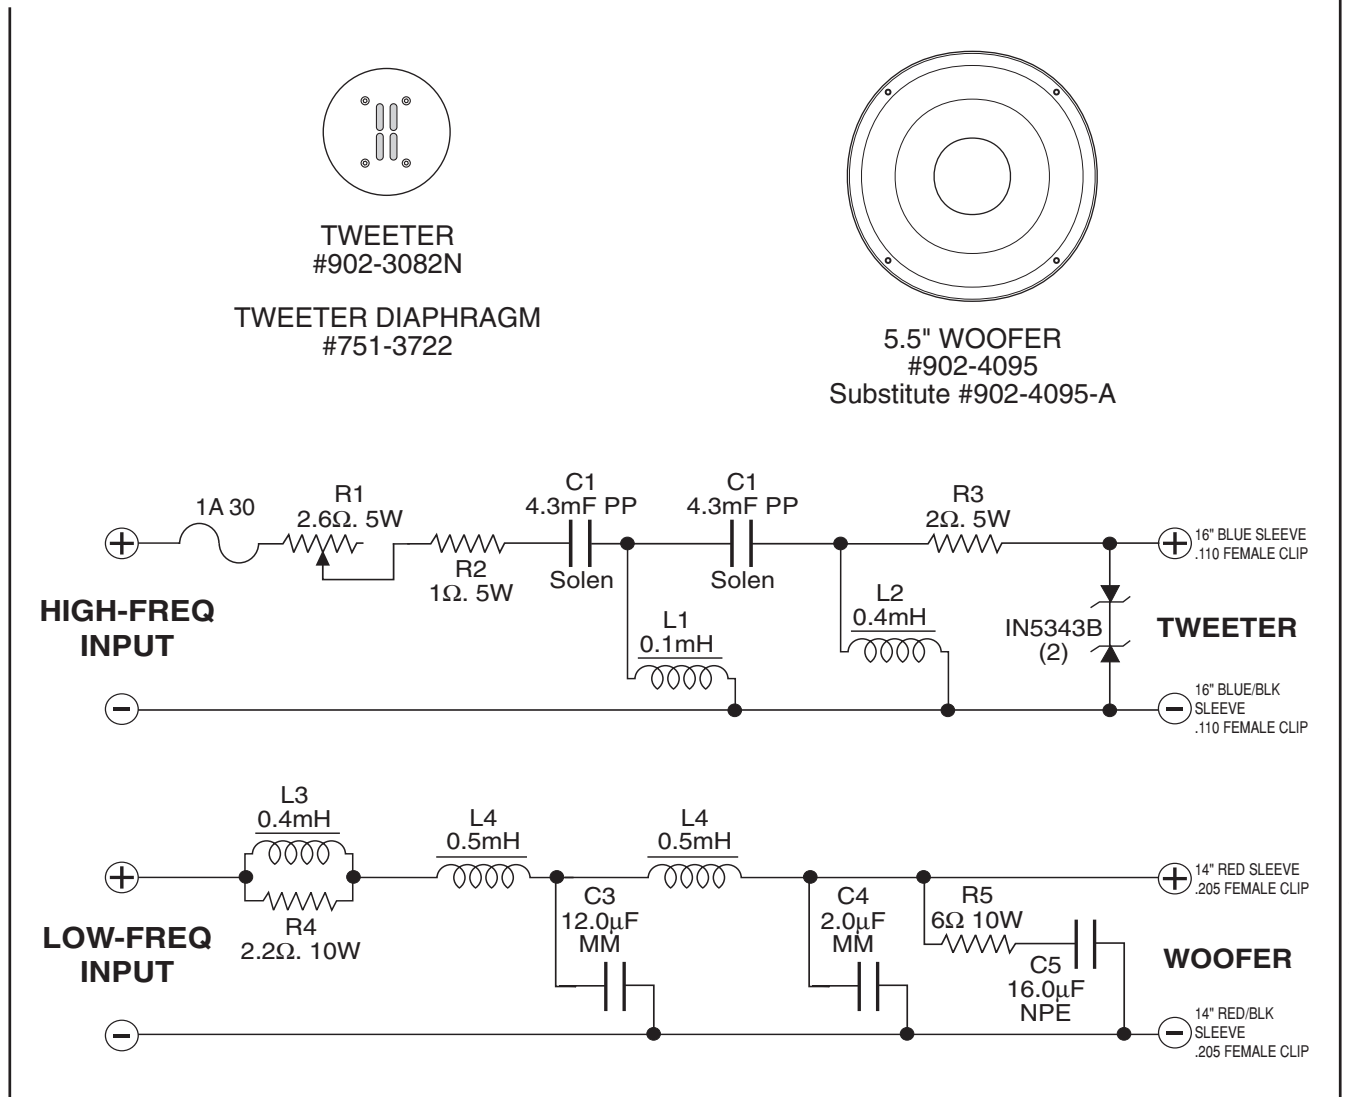 TWEETER
#902-3082N
TWEETER DIAPHRAGM
#751-3722
5.5" WOOFER
#902-4095
Substitute #902-4095-A
1A 30
R1
2.6Ω. 5W
R2
1Ω. 5W
C1
4.3mF PP
Solen
C1
4.3mF PP
Solen
R3
2Ω. 5W
16" BLUE SLEEVE
.110 FEMALE CLIP
HIGH-FREQ
INPUT
L1
0.1mH
L2
0.4mH
IN5343B
(2)
TWEETER
16" BLUE/BLK
SLEEVE
.110 FEMALE CLIP
L3
0.4mH
R4
2.2Ω. 10W
L4
0.5mH
L4
0.5mH
C3
12.0µF
MM
C4
2.0µF
MM
R5
6Ω 10W
C5
16.0µF
NPE
14" RED SLEEVE
.205 FEMALE CLIP
LOW-FREQ
INPUT
WOOFER
14" RED/BLK
SLEEVE
.205 FEMALE CLIP